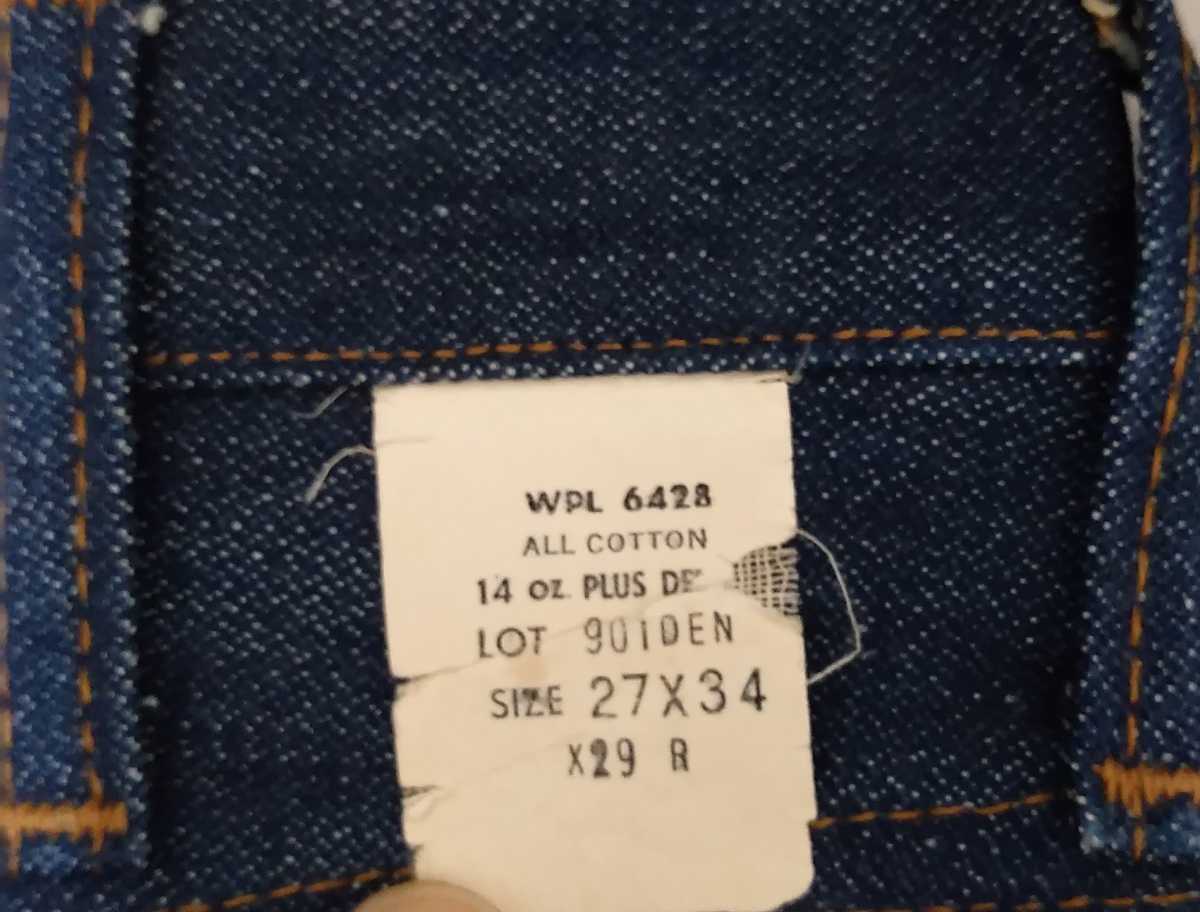 WPL 6428
ALL COTTON
14 OZ. PLUS
LOT 901DEN
SIZE 27X34
X29 R